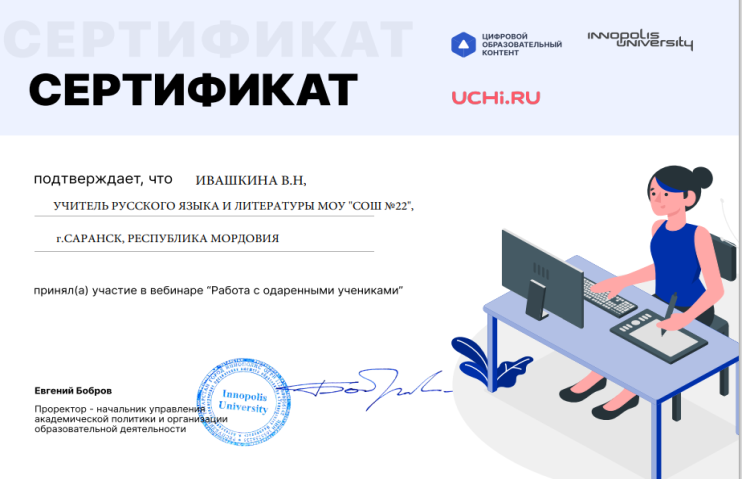 СЕРТИФИКАТ
СЕРТИФИКАТ
ЦИФРОВОЙ
ОБРАЗОВАТЕЛЬНЫЙ
КОНТЕНТ
INNOPOLIS
UNIVERSITY
UCHi.RU
подтверждает, что ИВАШКИНА В.Н,
УЧИТЕЛЬ РУССКОГО ЯЗЫКА И ЛИТЕРАТУРЫ МОУ "СОШ №22",
г.САРАНСК, РЕСПУБЛИКА МОРДОВИЯ
принял(а) участие в вебинаре “Работа с одаренными учениками”
Евгений Бобров
Проректор - начальник управления
академической политики и организации
образовательной деятельности
Innopolis
University